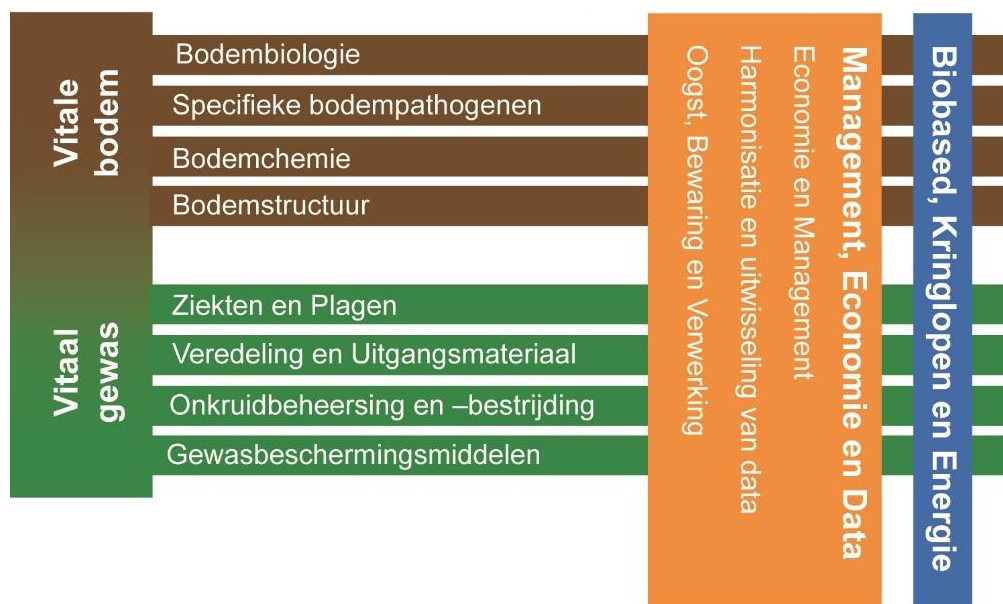 Vitale
bodem
Bodembiologie
Specifieke bodempathogenen
Bodemchemie
Bodemstructuur
Vitaal
gewas
Ziekten en Plagen
Veredeling en Uitgangsmateriaal
Onkruidbeheersing en –bestrijding
Gewasbeschermingsmiddelen
Management, Economie en Data
Economie en Management
Harmonisatie en uitwisseling van data
Oogst, Bewaring en Verwerking
Biobased, Kringlopen en Energie